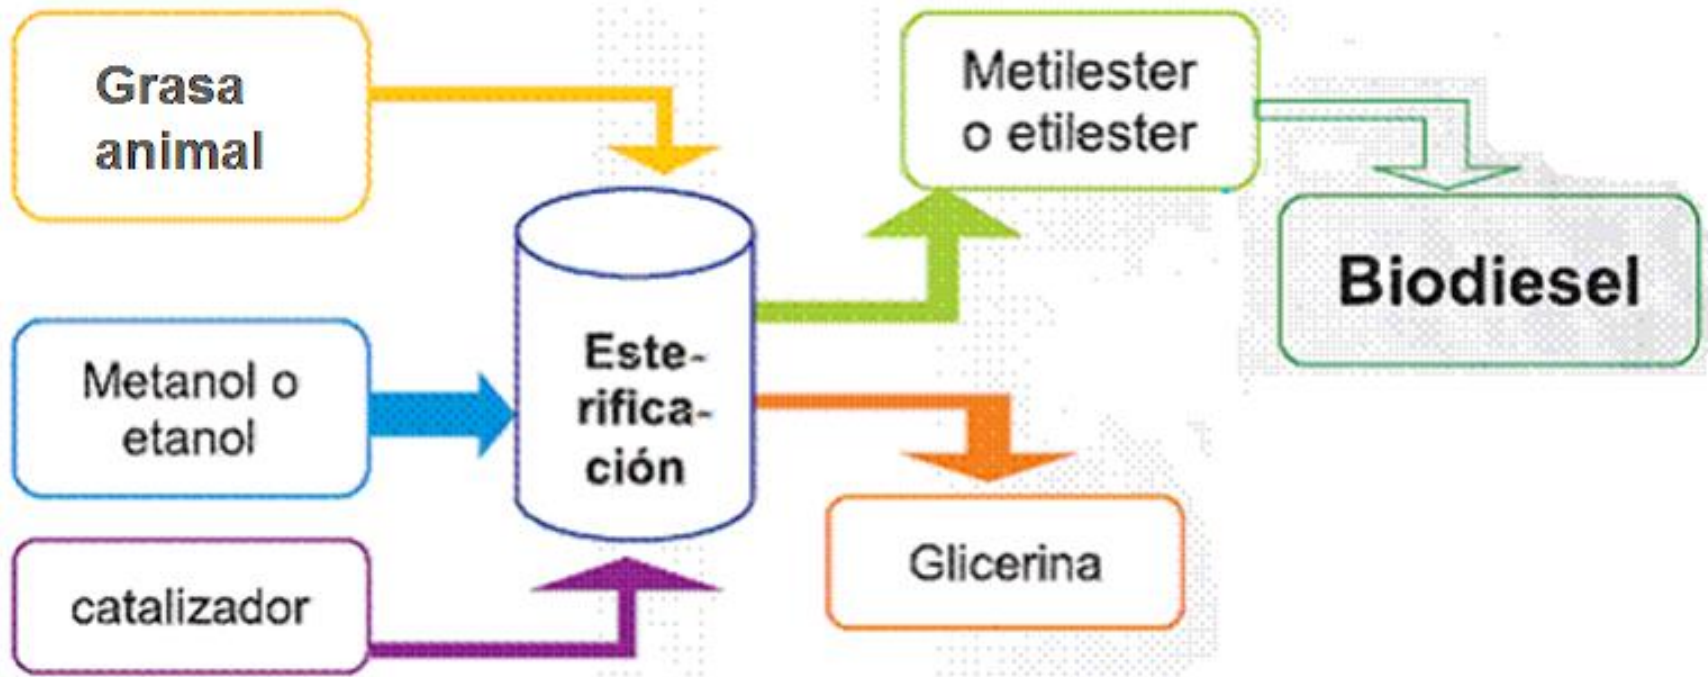 Grasa
animal
Metanol o
etanol
catalizador
Este-
rifica-
ción
Metilester
o etilester
Glicerina
Biodiesel